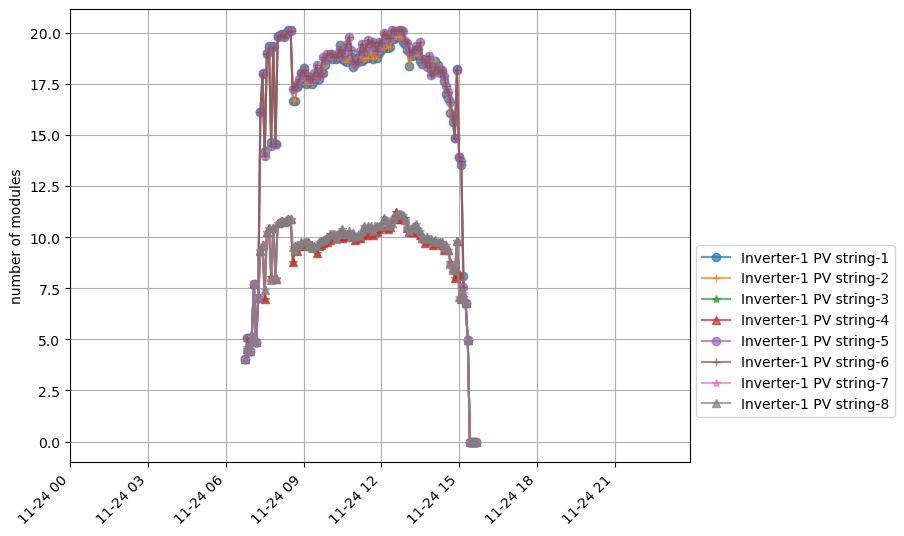 number of modules
20.0
17.5
15.0
12.5
10.0
7.5
5.0
2.5
0.0
11-24 00
11-24 03
11-24 06
11-24 09
11-24 12
11-24 15
11-24 18
11-24 21
Inverter-1 PV string-1
Inverter-1 PV string-2
Inverter-1 PV string-3
Inverter-1 PV string-4
Inverter-1 PV string-5
Inverter-1 PV string-6
Inverter-1 PV string-7
Inverter-1 PV string-8